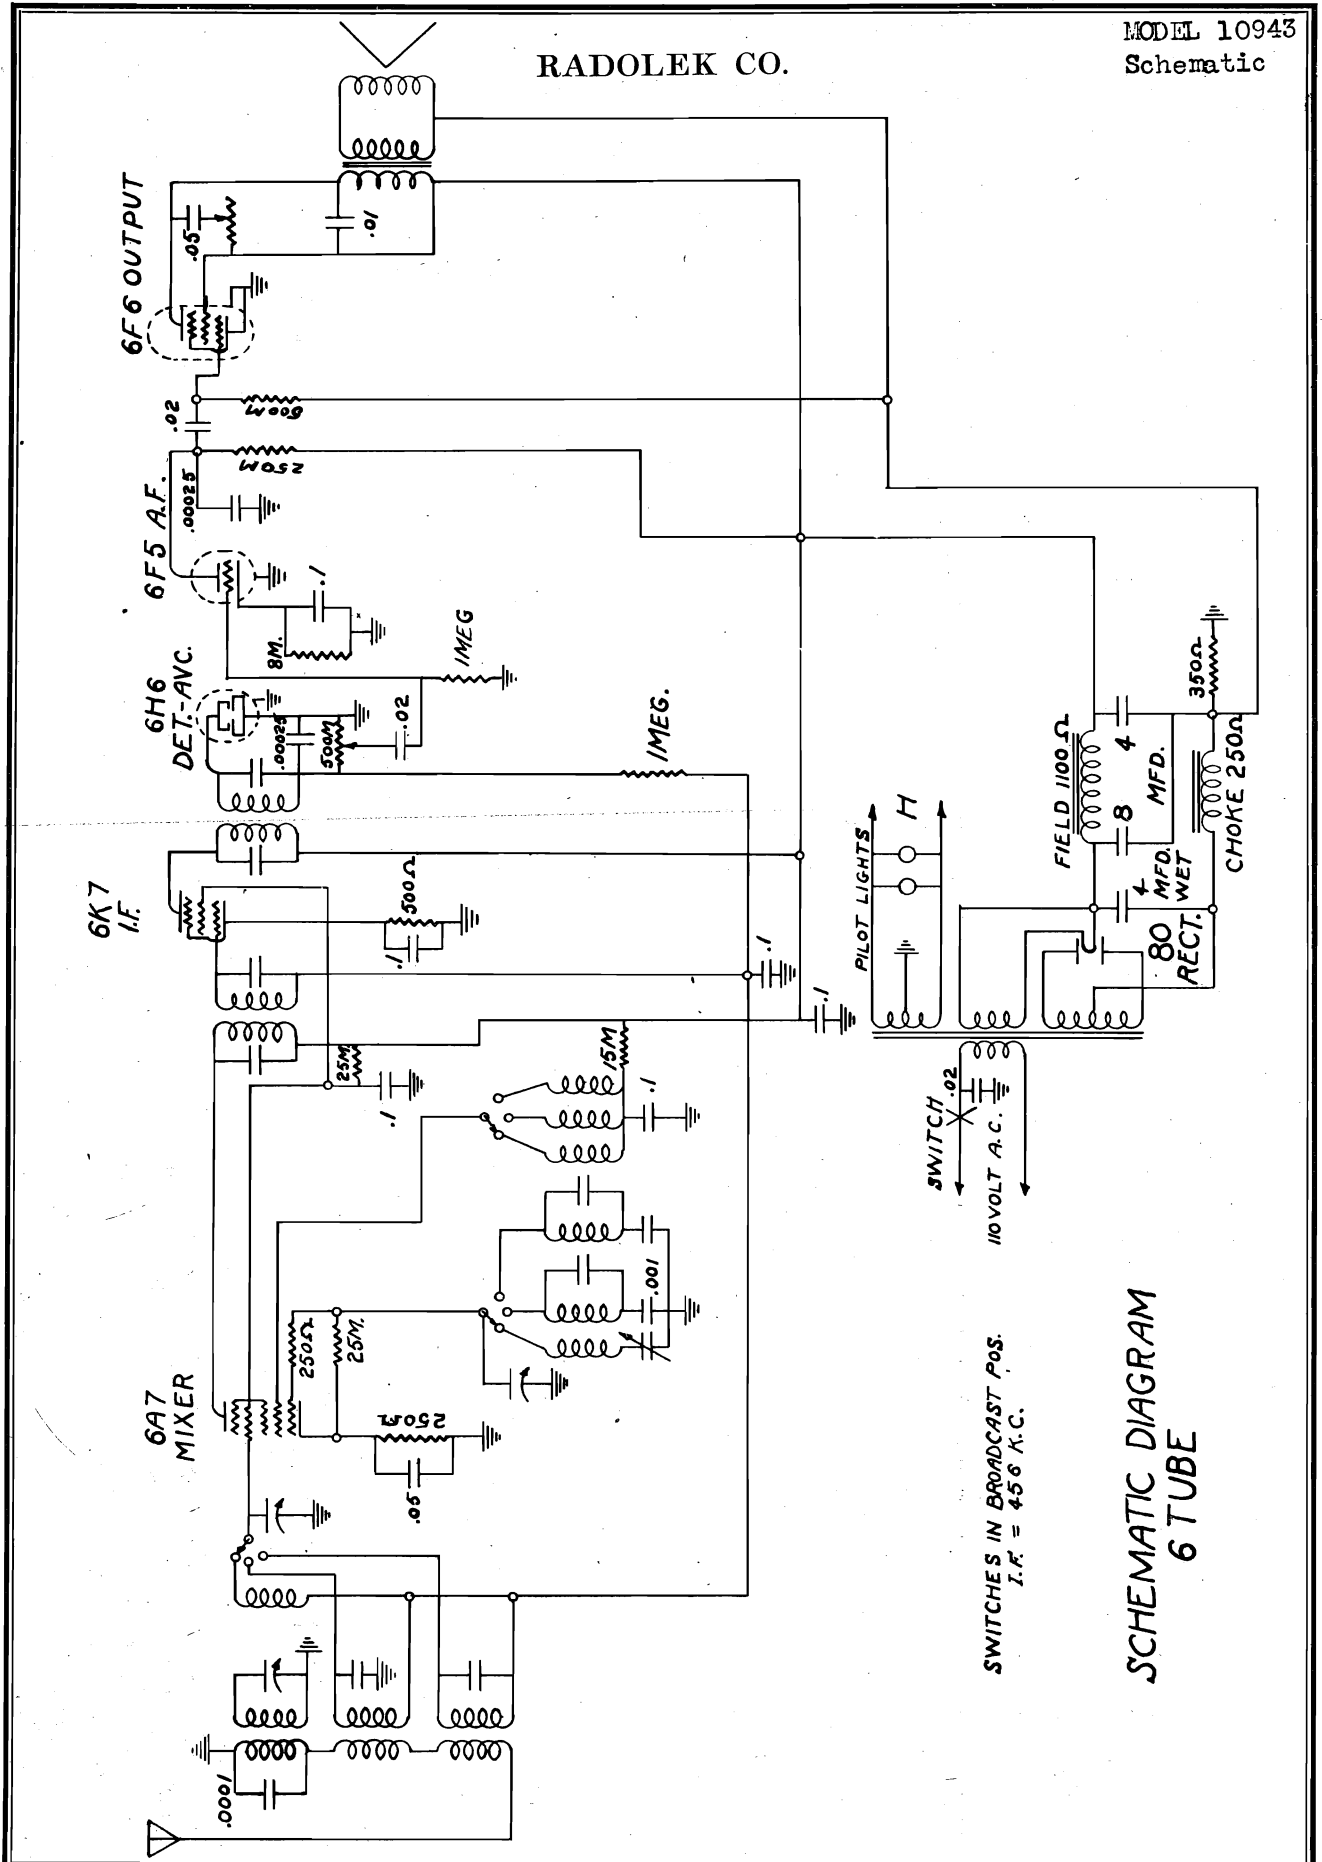 RADOLEK CO.
MODEL 10943
Schematic
6A7
MIXER
6K7
I.F.
6H6
DET.-AVC.
6F5 A.F.
6F6 OUTPUT
.0001
.05
250Ω
250Ω
25M.
.001
25M.
.1
15M
.1
.1
500Ω
.1
.1
.00025
500M
.02
1MEG.
8M.
.1
1MEG
.00025
250M
.02
600M
.05
.01
SWITCH
.02
110 VOLT A.C.
PILOT LIGHTS
H
80
RECT.
4
MFD.
WET
8
4
MFD.
FIELD 1100Ω
CHOKE 250Ω
350Ω
SWITCHES IN BROADCAST POS.
I.F. = 456 K.C.
SCHEMATIC DIAGRAM
6 TUBE